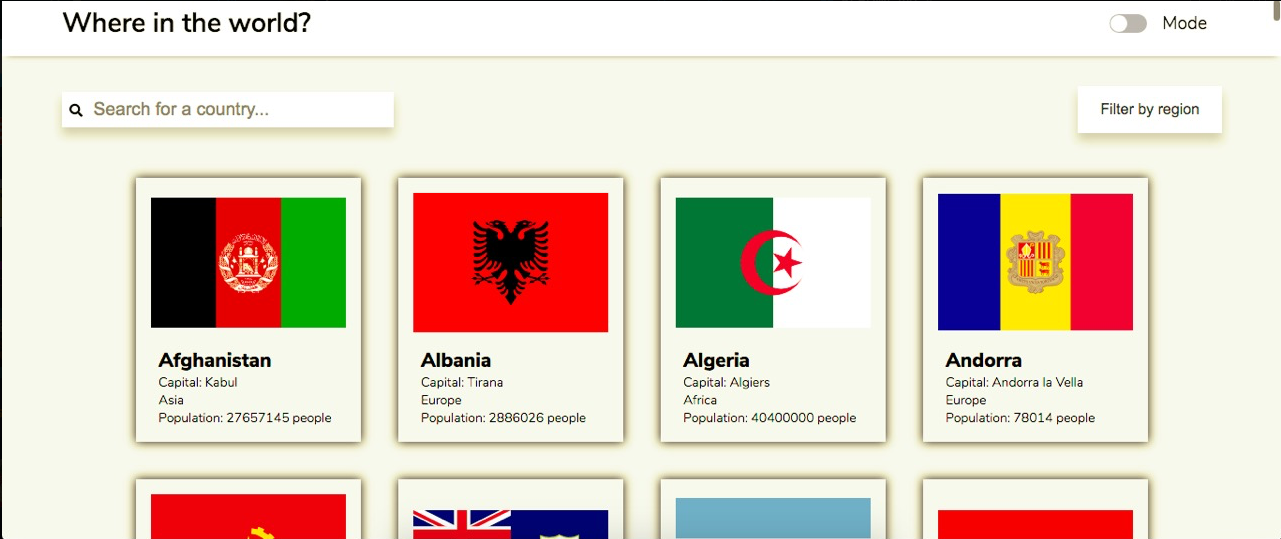 Where in the world?
Mode
Search for a country...
Filter by region
Afghanistan
Capital: Kabul
Asia
Population: 27657145 people
Albania
Capital: Tirana
Europe
Population: 2886026 people
Algeria
Capital: Algiers
Africa
Population: 40400000 people
Andorra
Capital: Andorra la Vella
Europe
Population: 78014 people